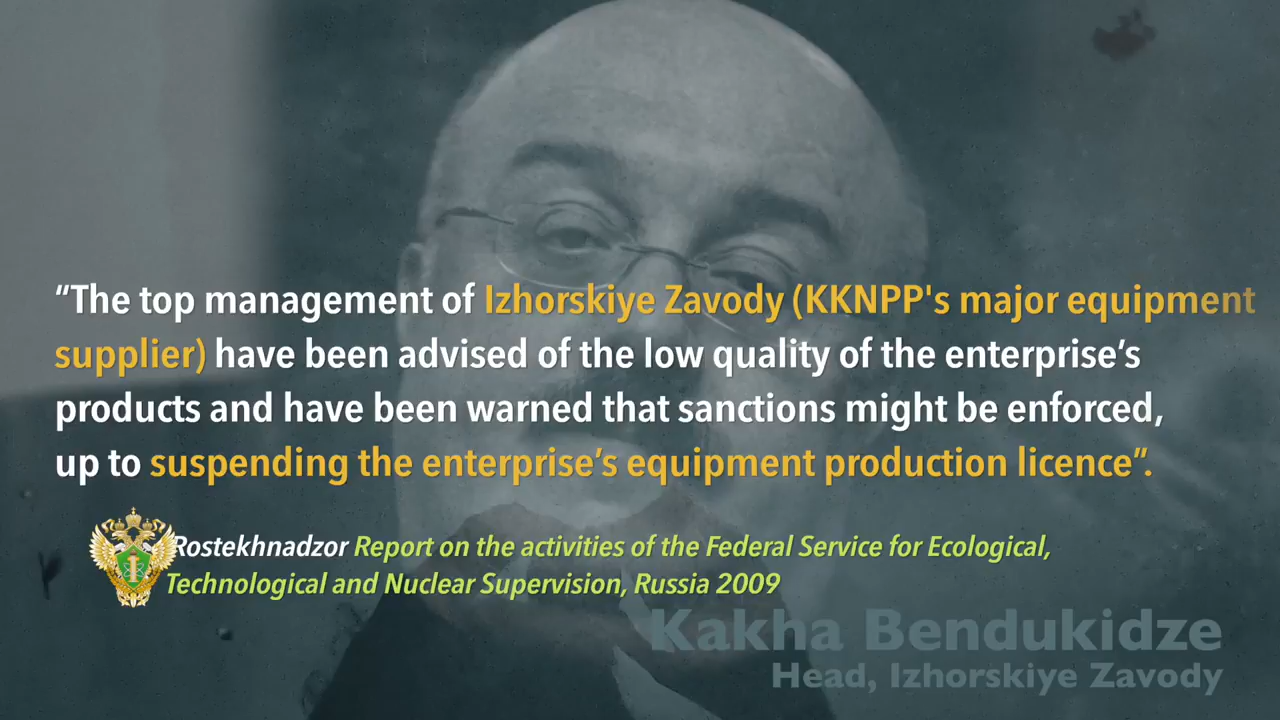 “The top management of Izhorskiye Zavody (KKNPP's major equipment
supplier) have been advised of the low quality of the enterprise’s
products and have been warned that sanctions might be enforced,
up to suspending the enterprise’s equipment production licence”.
Rostekhnadzor Report on the activities of the Federal Service for Ecological,
Technological and Nuclear Supervision, Russia 2009
Kakha Bendukidze
Head, Izhorskiye Zavody